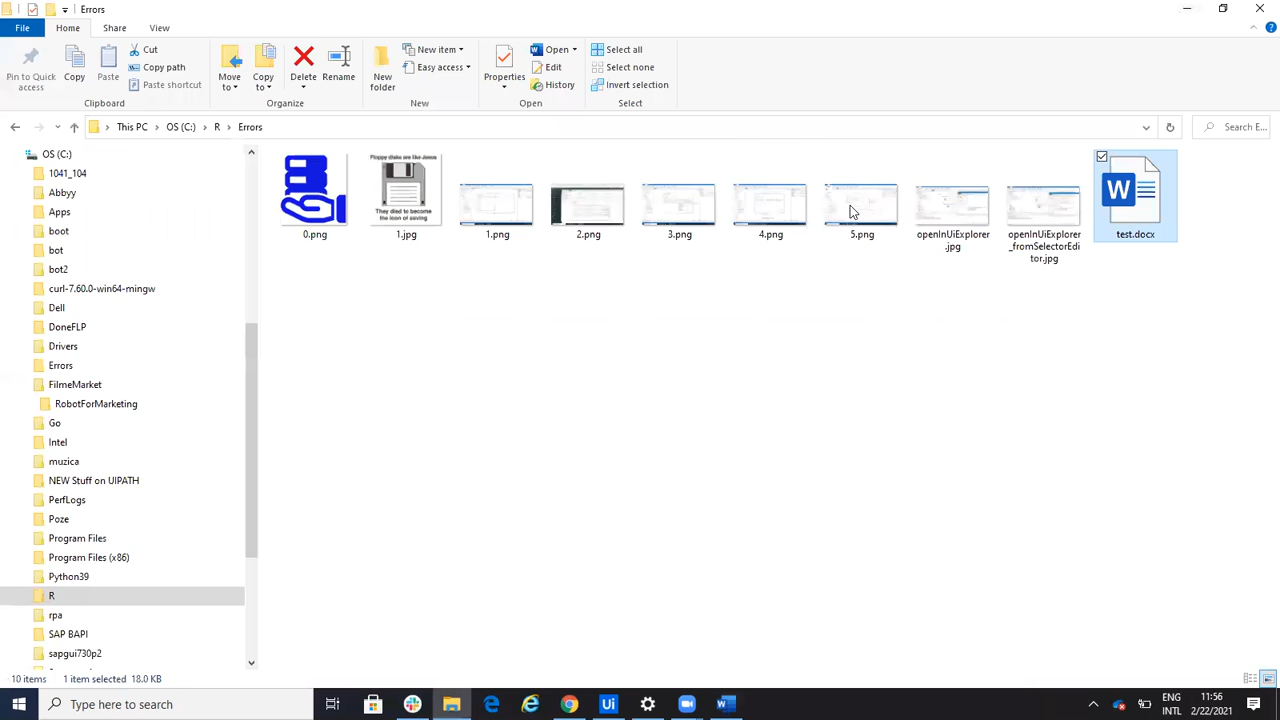 Errors
File
Home
Share
View
Pin to Quick
access
Copy
Paste
Cut
Copy path
Paste shortcut
Clipboard
Move
to
Copy
to
Delete
Rename
Organize
New
folder
New item
Easy access
New
Properties
Open
Edit
History
Open
Select all
Select none
Invert selection
Select
This PC
OS (C:)
R
Errors
Search E...
OS (C:)
1041_104
Abbyy
Apps
boot
bot
bot2
curl-7.60.0-win64-mingw
Dell
DoneFLP
Drivers
Errors
FilmeMarket
RobotForMarketing
Go
Intel
muzica
NEW Stuff on UIPATH
PerfLogs
Poze
Program Files
Program Files (x86)
Python39
R
rpa
SAP BAPI
sapgui730p2
Floppy disks are like Jesus
They died to become
the icon of saving
W
0.png
1.jpg
1.png
2.png
3.png
4.png
5.png
openInUiExplorer
.jpg
openInUiExplorer
_fromSelectorEdi
tor.jpg
test.docx
10 items
1 item selected 18.0 KB
Type here to search
Ui
ENG
INTL
11:56
2/22/2021